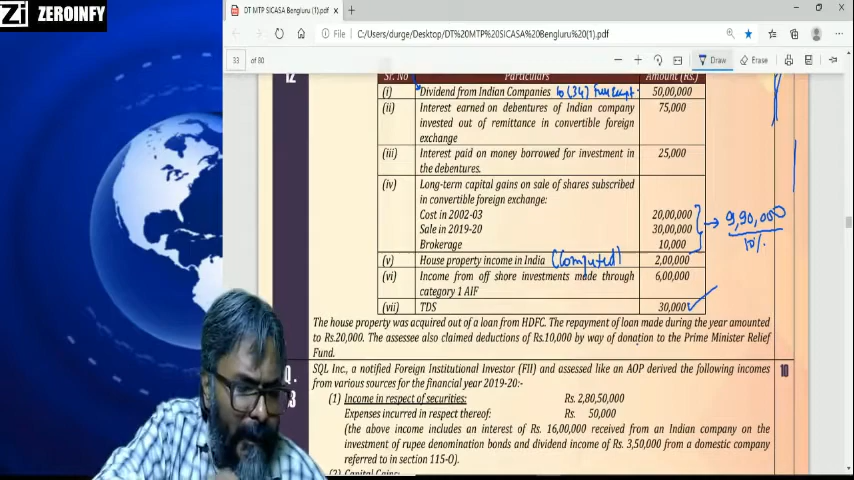 Zi ZEROINFY
DT MTP SICASA Bengluru (1).pdf
File C:/Users/durge/Desktop/DT%20MTP%20SICASA%20Bengluru%20(1).pdf
33 of 80
Draw Erase
12 Sr. No Particulars Amount (Rs.)
(i) Dividend from Indian Companies 10(34) 50,00,000
(ii) Interest earned on debentures of Indian company 75,000
invested out of remittance in convertible foreign
exchange
(iii) Interest paid on money borrowed for investment in 25,000
the debentures.
(iv) Long-term capital gains on sale of shares subscribed
in convertible foreign exchange:
Cost in 2002-03 20,00,000
Sale in 2019-20 30,00,000 9,90,000
Brokerage 10,000 10%
(v) House property income in India (Computed) 2,00,000
(vi) Income from off shore investments made through 6,00,000
category 1 AIF
(vii) TDS 30,000
The house property was acquired out of a loan from HDFC. The repayment of loan made during the year amounted
to Rs.20,000. The assessee also claimed deductions of Rs.10,000 by way of donation to the Prime Minister Relief
Fund.
Q. SQL Inc., a notified Foreign Institutional Investor (FII) and assessed like an AOP derived the following incomes 10
from various sources for the financial year 2019-20:-
(1) Income in respect of securities: Rs. 2,80,50,000
Expenses incurred in respect thereof: Rs. 50,000
(the above income includes an interest of Rs. 16,00,000 received from an Indian company on the
investment of rupee denomination bonds and dividend income of Rs. 3,50,000 from a domestic company
referred to in section 115-O).
(2) Capital Gains: